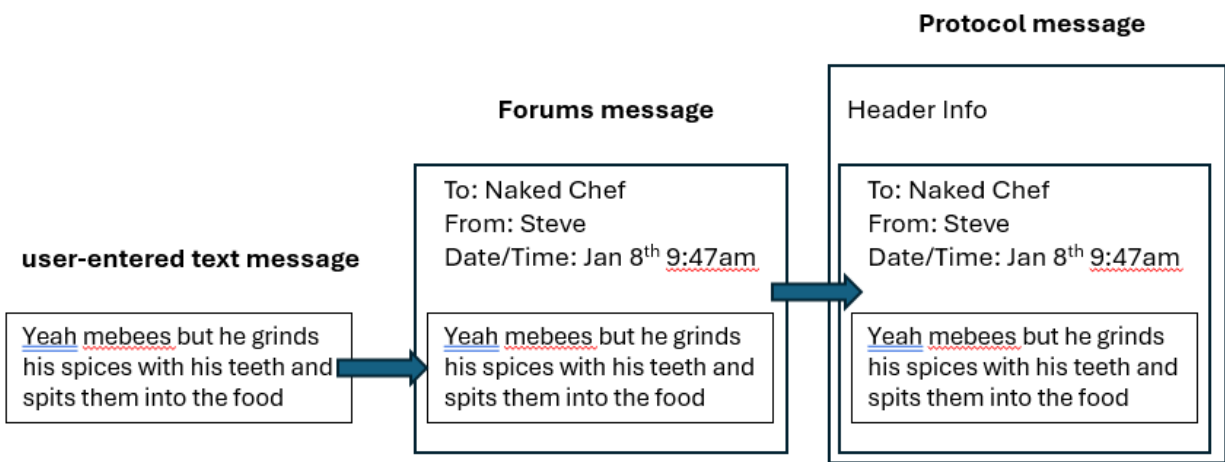 user-entered text message
Yeah mebees but he grinds
his spices with his teeth and
spits them into the food
Forums message
To: Naked Chef
From: Steve
Date/Time: Jan 8th 9:47am
Yeah mebees but he grinds
his spices with his teeth and
spits them into the food
Protocol message
Header Info
To: Naked Chef
From: Steve
Date/Time: Jan 8th 9:47am
Yeah mebees but he grinds
his spices with his teeth and
spits them into the food